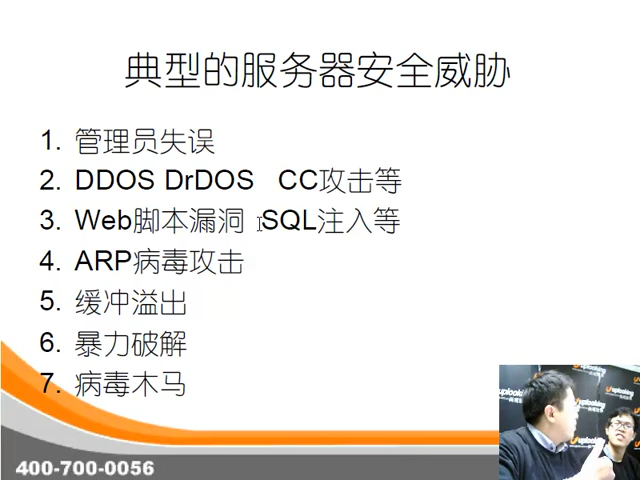 典型的服务器安全威胁
1. 管理员失误
2. DDOS DrDOS CC攻击等
3. Web脚本漏洞 SQL注入等
4. ARP病毒攻击
5. 缓冲溢出
6. 暴力破解
7. 病毒木马
uplooking
uplooking
400-700-0056